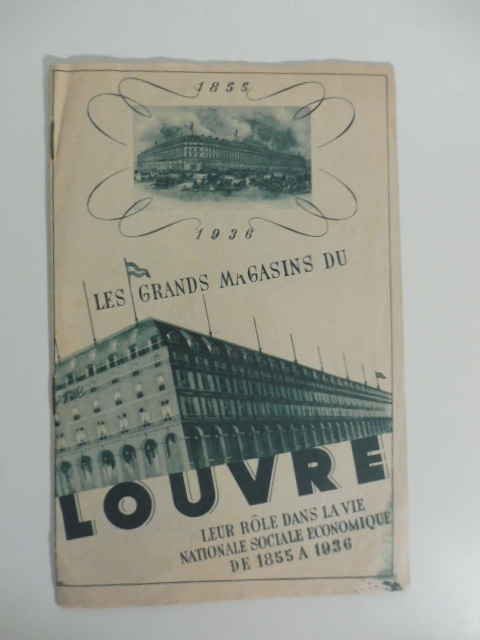 1855
1936
LES GRANDS MAGASINS DU
LOUVRE
LEUR RÔLE DANS LA VIE
NATIONALE SOCIALE ECONOMIQUE
DE 1855 A 1936